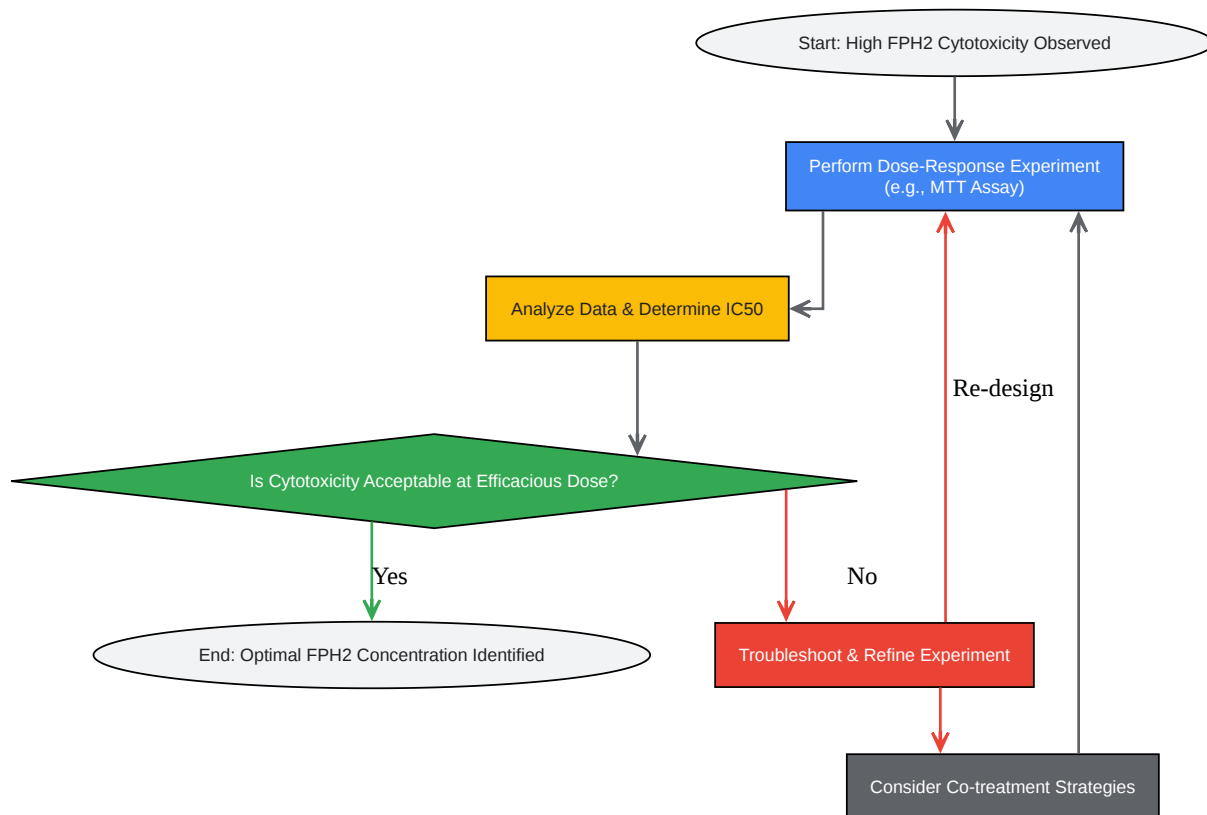 Start: High FPH2 Cytotoxicity Observed
Perform Dose-Response Experiment
(e.g., MTT Assay)
Analyze Data & Determine IC50
Re-design
Is Cytotoxicity Acceptable at Efficacious Dose?
Yes
No
End: Optimal FPH2 Concentration Identified
Troubleshoot & Refine Experiment
Consider Co-treatment Strategies